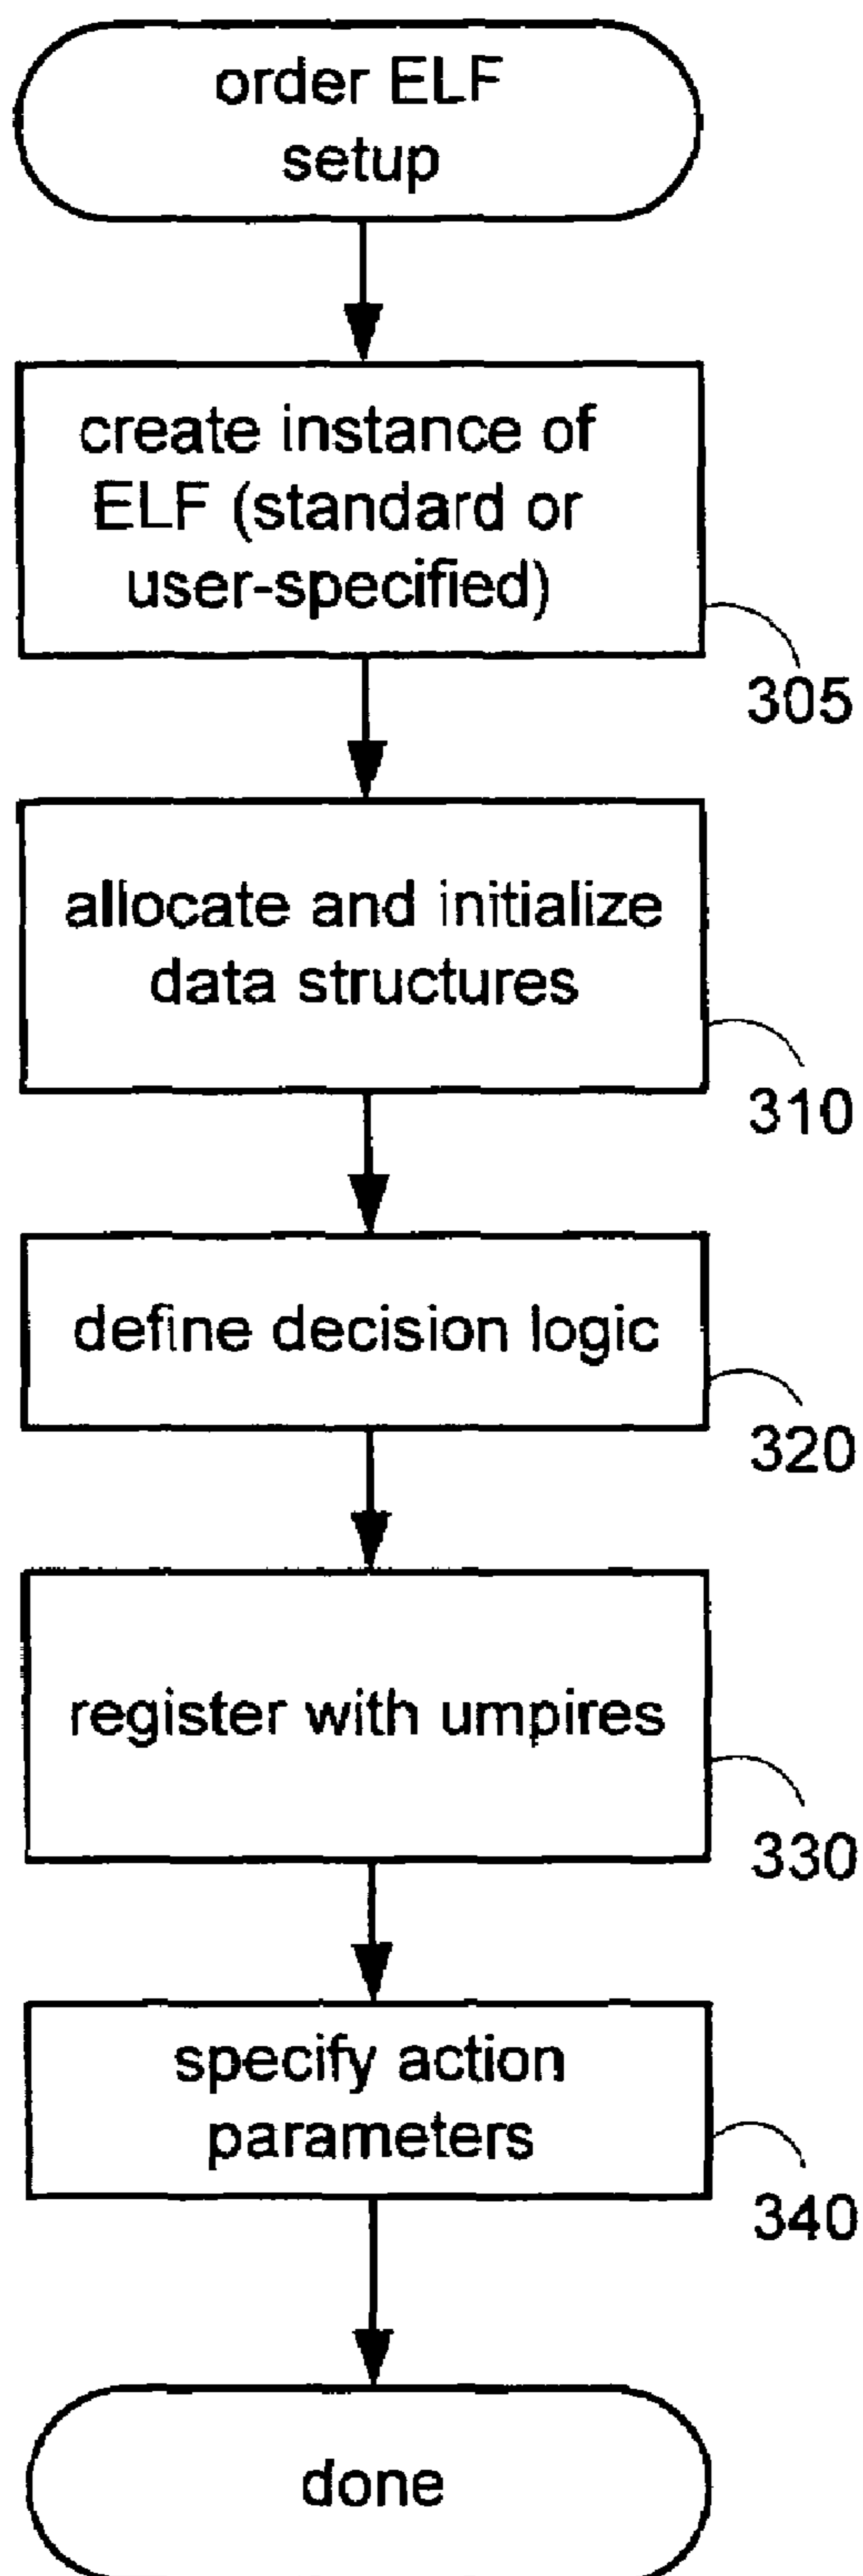 order ELF
setup
create instance of
ELF (standard or
user-specified)
305
allocate and initialize
data structures
310
define decision logic
320
register with umpires
330
specify action
parameters
340
done